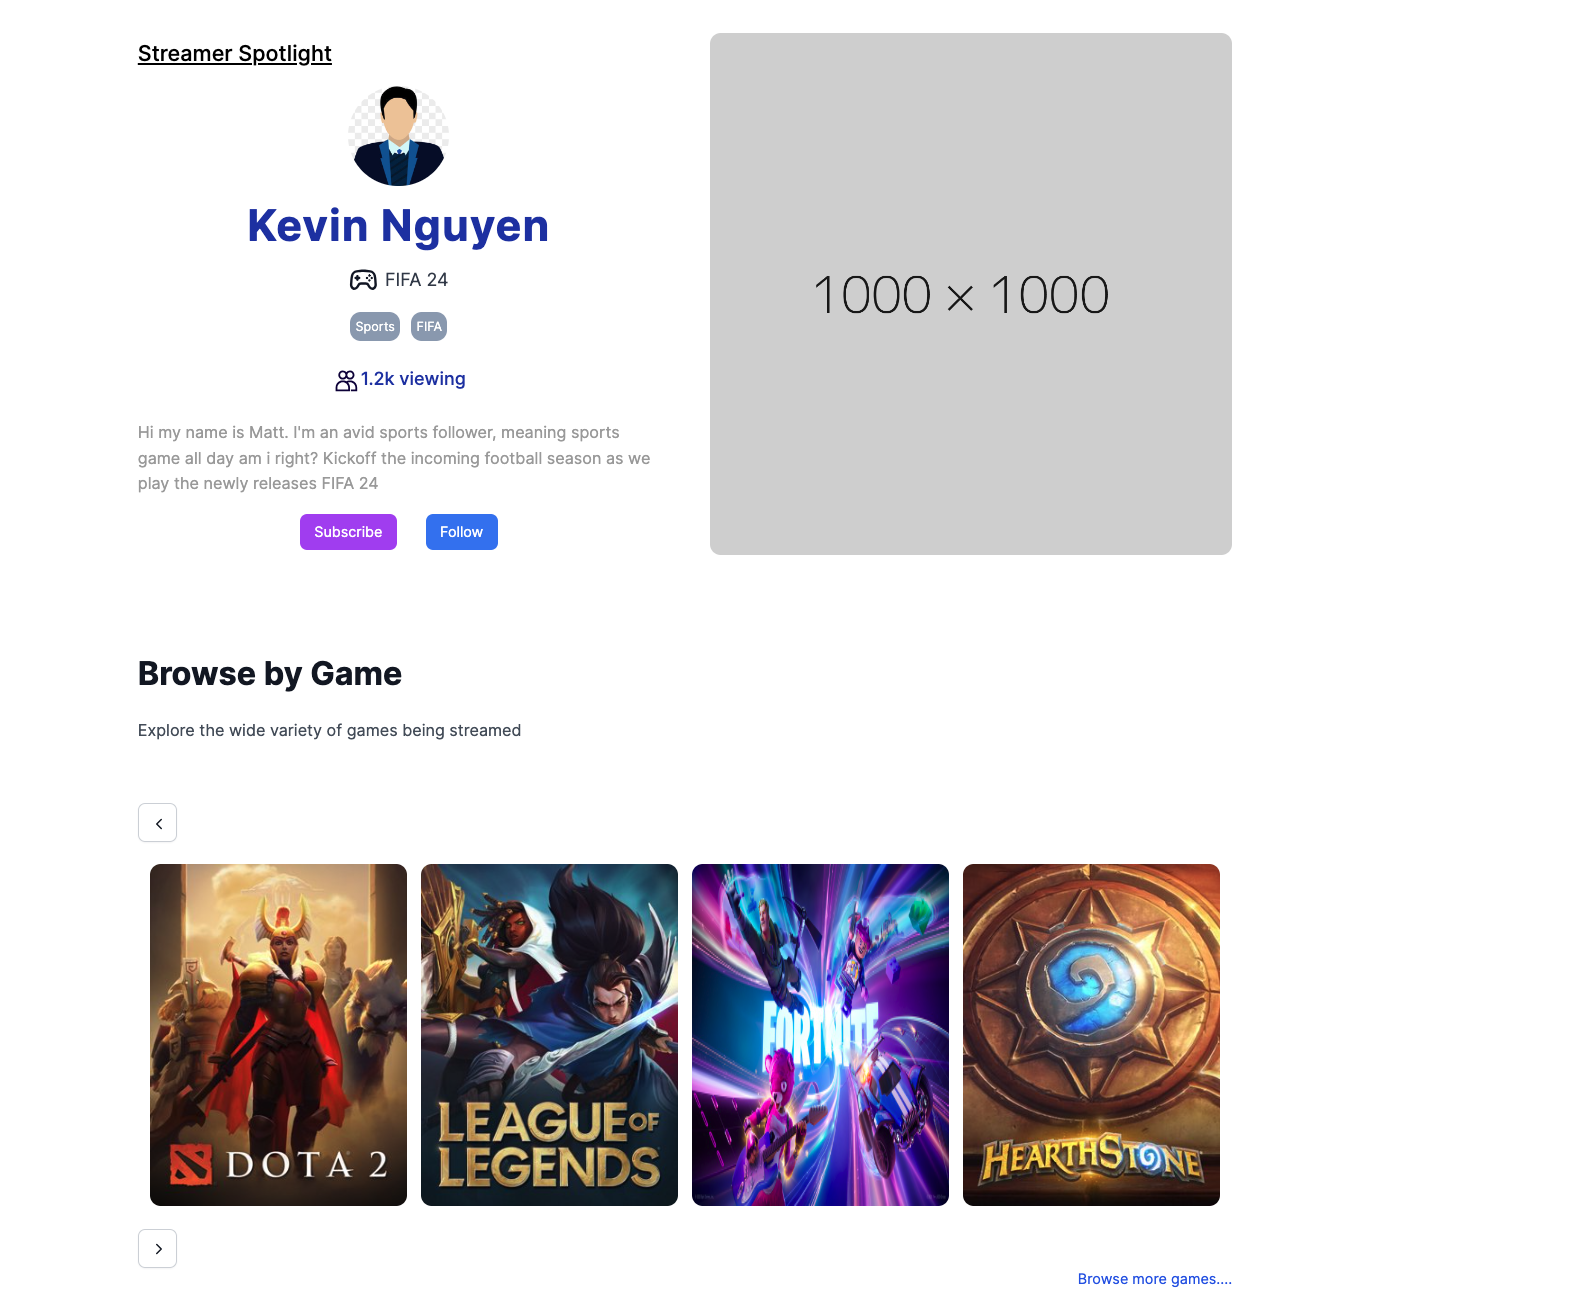 Streamer Spotlight
Kevin Nguyen
FIFA 24
Sports FIFA
1.2k viewing
Hi my name is Matt. I'm an avid sports follower, meaning sports
game all day am i right? Kickoff the incoming football season as we
play the newly releases FIFA 24
Subscribe Follow
1000 × 1000
Browse by Game
Explore the wide variety of games being streamed
DOTA 2
LEAGUE OF
LEGENDS
FORTNITE
HEARTHSTONE
Browse more games....